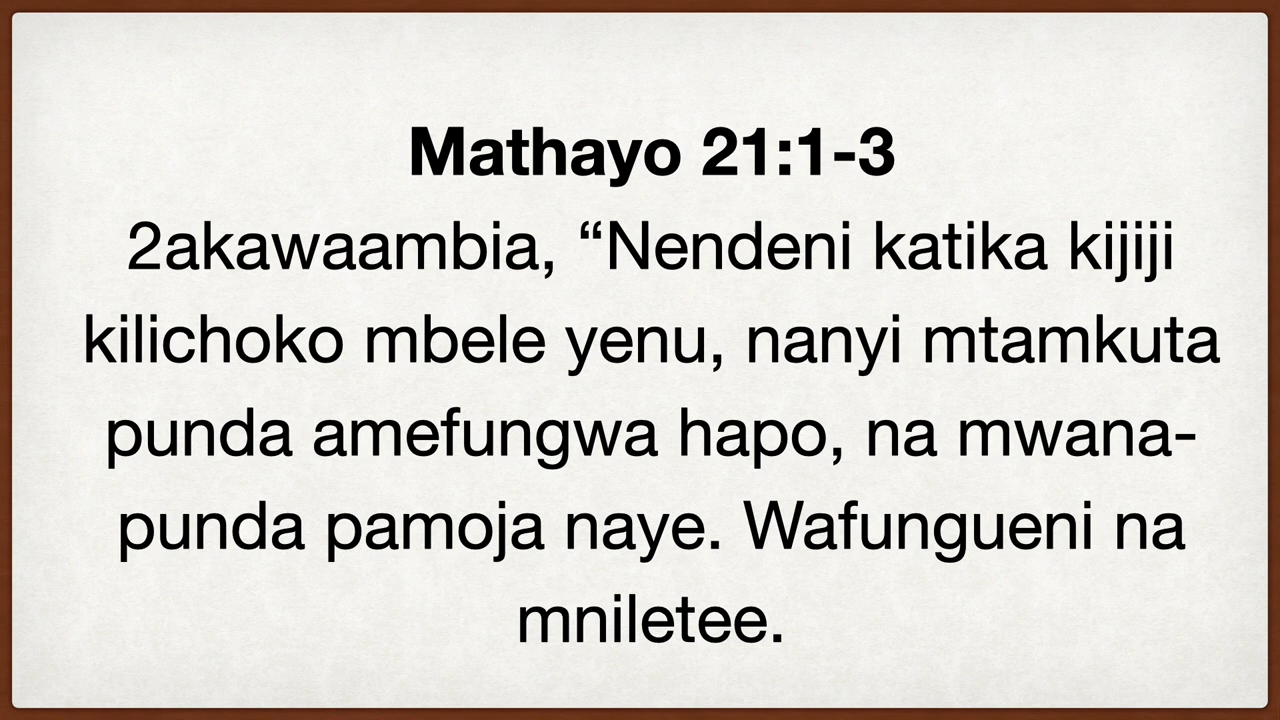 Mathayo 21:1-3
2akawaambia, “Nendeni katika kijiji
kilichoko mbele yenu, nanyi mtamkuta
punda amefungwa hapo, na mwana-
punda pamoja naye. Wafungueni na
mniletee.